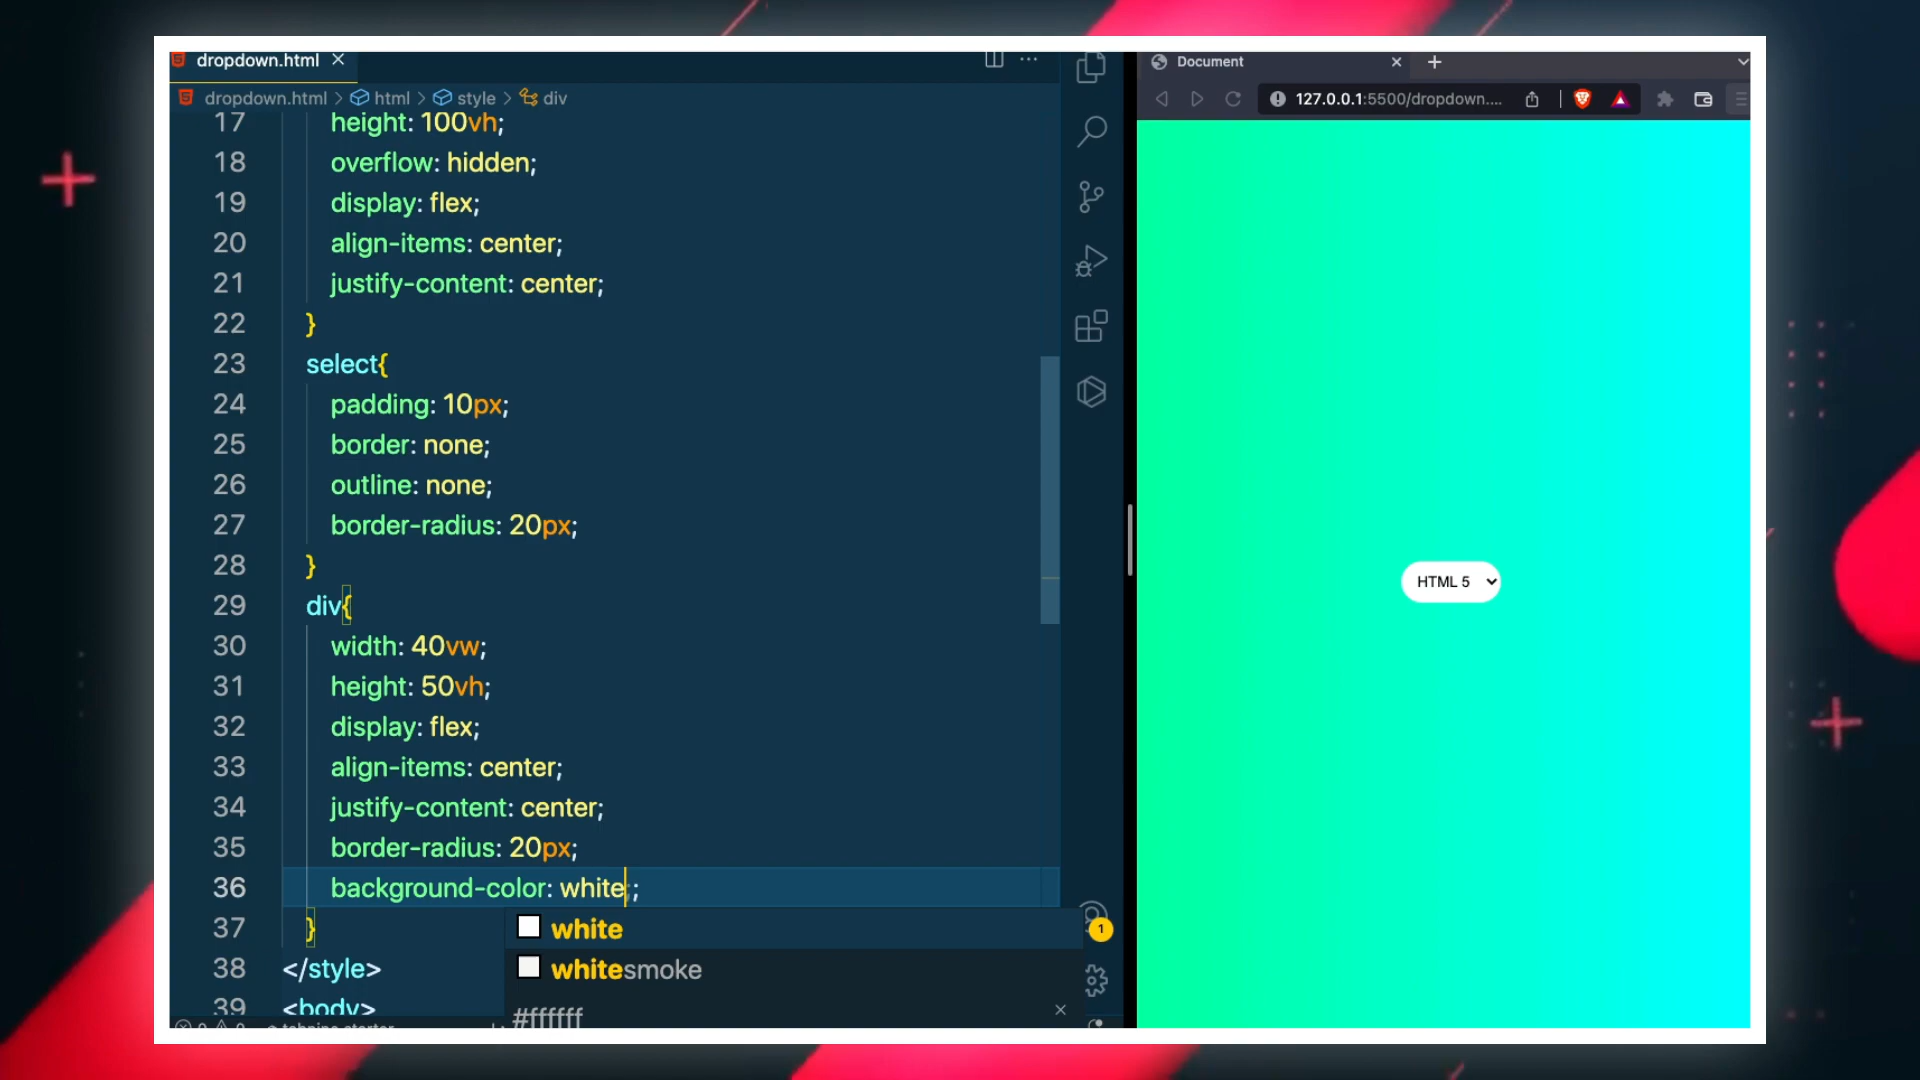 dropdown.html
dropdown.html > html > style > div
17 height: 100vh;
18 overflow: hidden;
19 display: flex;
20 align-items: center;
21 justify-content: center;
22 }
23 select{
24 padding: 10px;
25 border: none;
26 outline: none;
27 border-radius: 20px;
28 }
29 div{
30 width: 40vw;
31 height: 50vh;
32 display: flex;
33 align-items: center;
34 justify-content: center;
35 border-radius: 20px;
36 background-color: white;;
37 }
white
38 </style>
whitesmoke
39 <body>
#ffffff
1
Document
127.0.0.1:5500/dropdown....
HTML 5